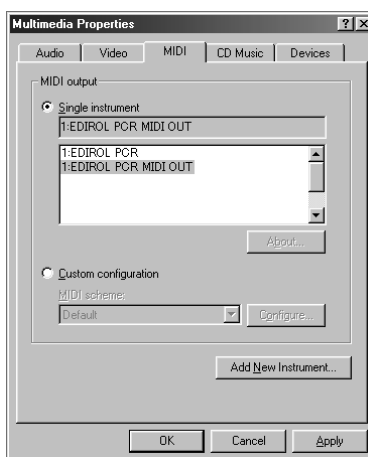 Multimedia Properties
Audio Video MIDI CD Music Devices
MIDI output
Single instrument
1:EDIROL PCR MIDI OUT
1:EDIROL PCR
1:EDIROL PCR MIDI OUT
About...
Custom configuration
MIDI scheme:
Default Configure...
Add New Instrument...
OK Cancel Apply